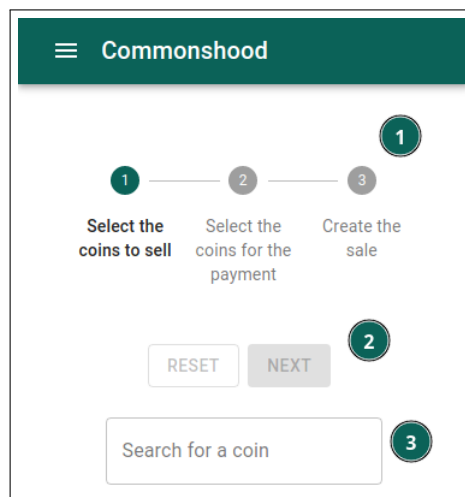 Commonshood
1
1 2 3
Select the Select the Create the
coins to sell coins for the sale
payment
2
RESET NEXT
Search for a coin 3